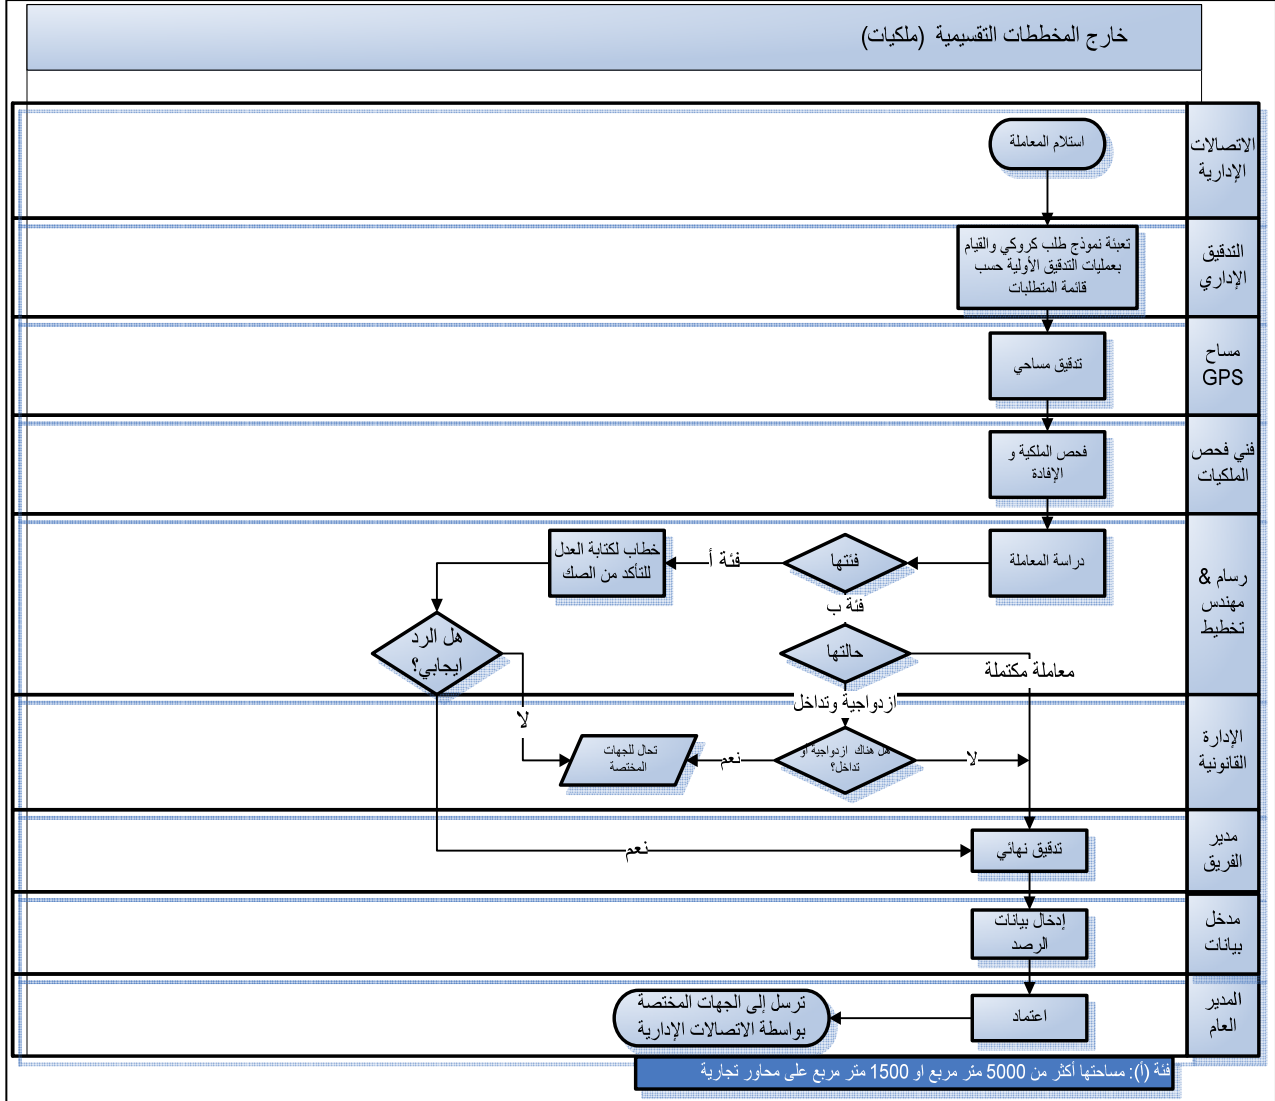 خارج المخططات التقسيمية (ملكيات)
الاتصالات
الإدارية
استلام المعاملة
التدقيق
الإداري
تعبئة نموذج طلب كروكي والقيام
بعمليات التدقيق الأولية حسب
قائمة المتطلبات
مساح
GPS
تدقيق مساحي
فني فحص
الملكيات
فحص الملكية و
الإفادة
رسام &
مهندس
تخطيط
دراسة المعاملة
فئتها
فئة أ
خطاب لكتابة العدل
للتأكد من الصك
فئة ب
هل الرد
ايجابي؟
حالتها
معاملة مكتملة
ازدواجية وتداخل
لا
الإدارة
القانونية
هل هناك ازدواجية او
تداخل؟
لا
نعم
تحال للجهات
المختصة
مدير
الفريق
تدقيق نهائي
نعم
مدخل
بيانات
إدخال بيانات
الرصد
المدير
العام
اعتماد
ترسل إلى الجهات المختصة
بواسطة الاتصالات الإدارية
فئة (أ): مساحتها أكثر من 5000 متر مربع او 1500 متر مربع على محاور تجارية